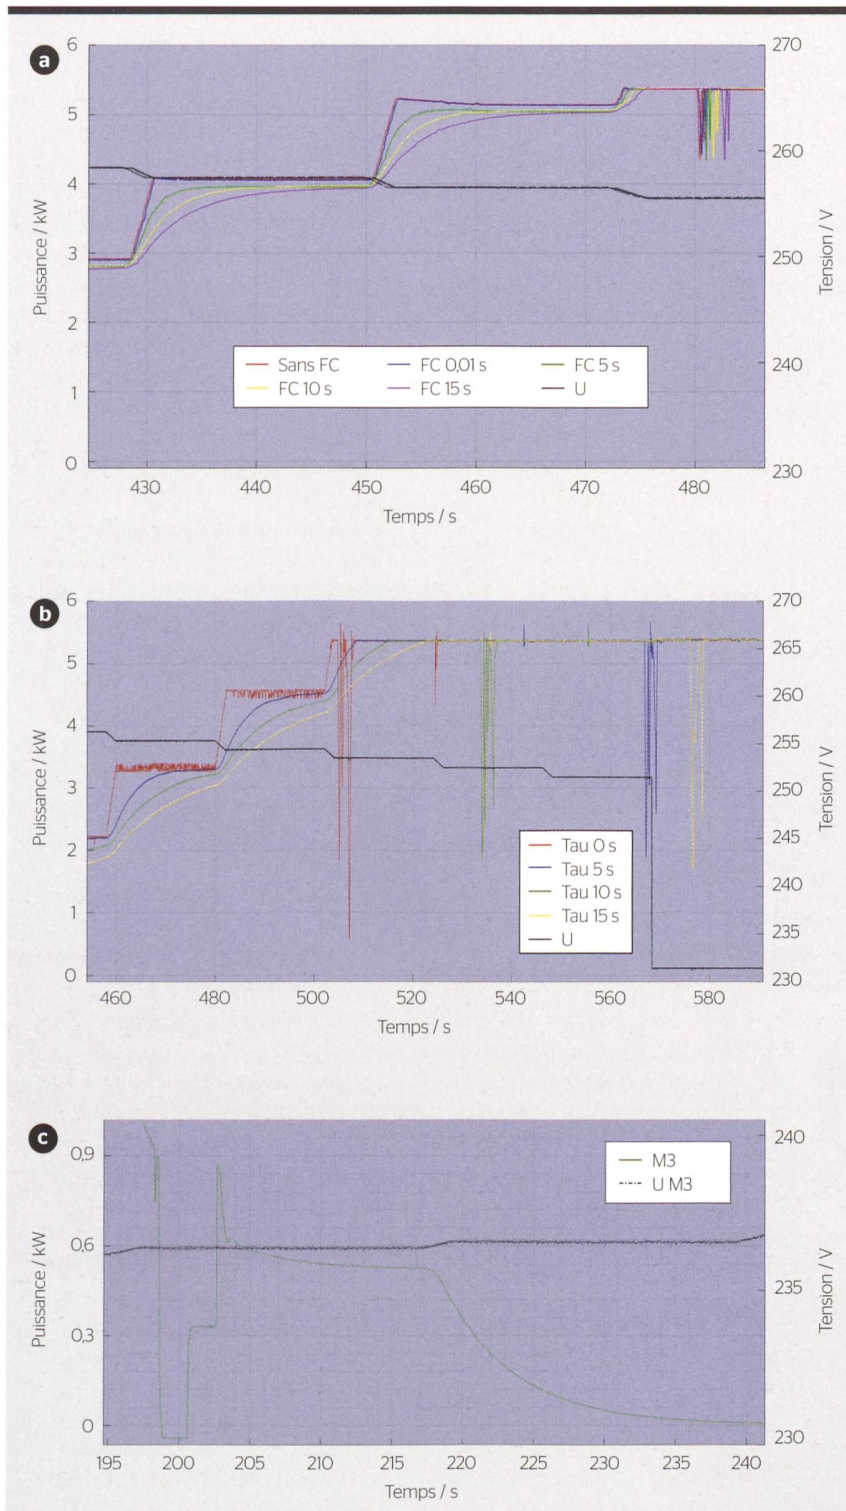 a
6
5
4
3
2
1
0
Puissance / kW
270
260
250
240
230
Tension / V
Sans FC
FC 0,01 s
FC 5 s
FC 10 s
FC 15 s
U
430
440
450
460
470
480
Temps / s
b
6
5
4
3
2
1
0
Puissance / kW
270
265
260
255
250
245
240
235
230
Tension / V
Tau 0 s
Tau 5 s
Tau 10 s
Tau 15 s
U
460
480
500
520
540
560
580
Temps / s
c
0,9
0,6
0,3
0
Puissance / kW
240
235
230
Tension / V
M3
U M3
195
200
205
210
215
220
225
230
235
240
Temps / s